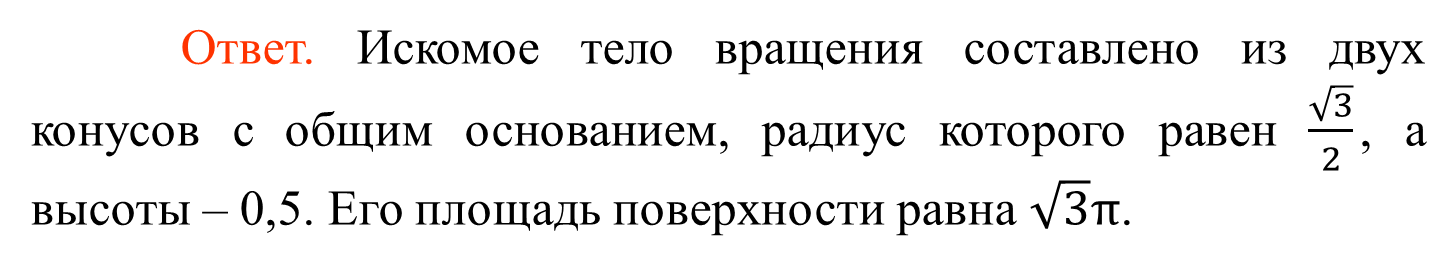 Ответ. Искомое тело вращения составлено из двух
конусов с общим основанием, радиус которого равен √3/2, а
высоты – 0,5. Его площадь поверхности равна √3π.